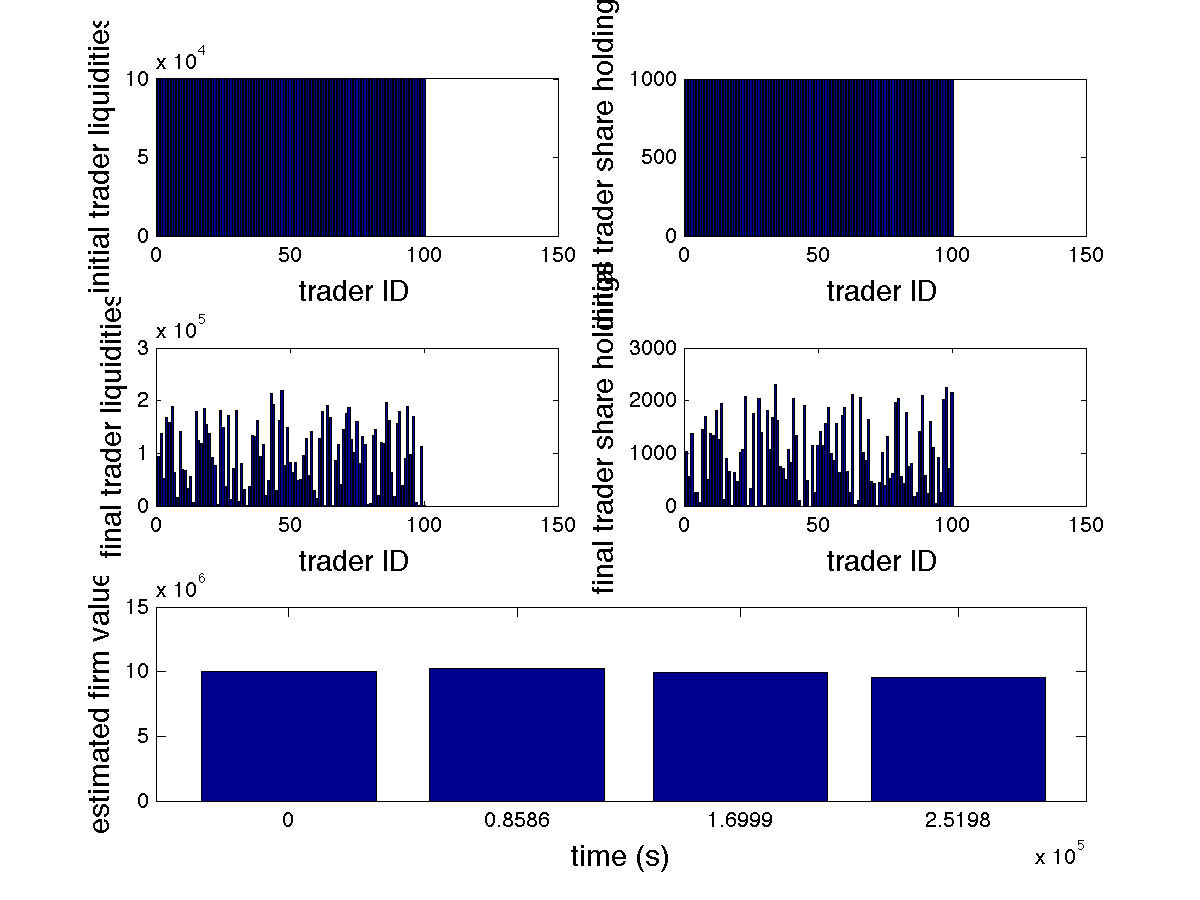 initial trader liquidities
x 10^4
10
5
0
0 50 100 150
trader ID
trader share holding
1000
500
0
0 50 100 150
trader ID
final trader liquidities
x 10^5
3
2
1
0
0 50 100 150
trader ID
final trader share holdings
3000
2000
1000
0
0 50 100 150
trader ID
estimated firm value
x 10^6
15
10
5
0
0 0.8586 1.6999 2.5198
time (s)
x 10^5